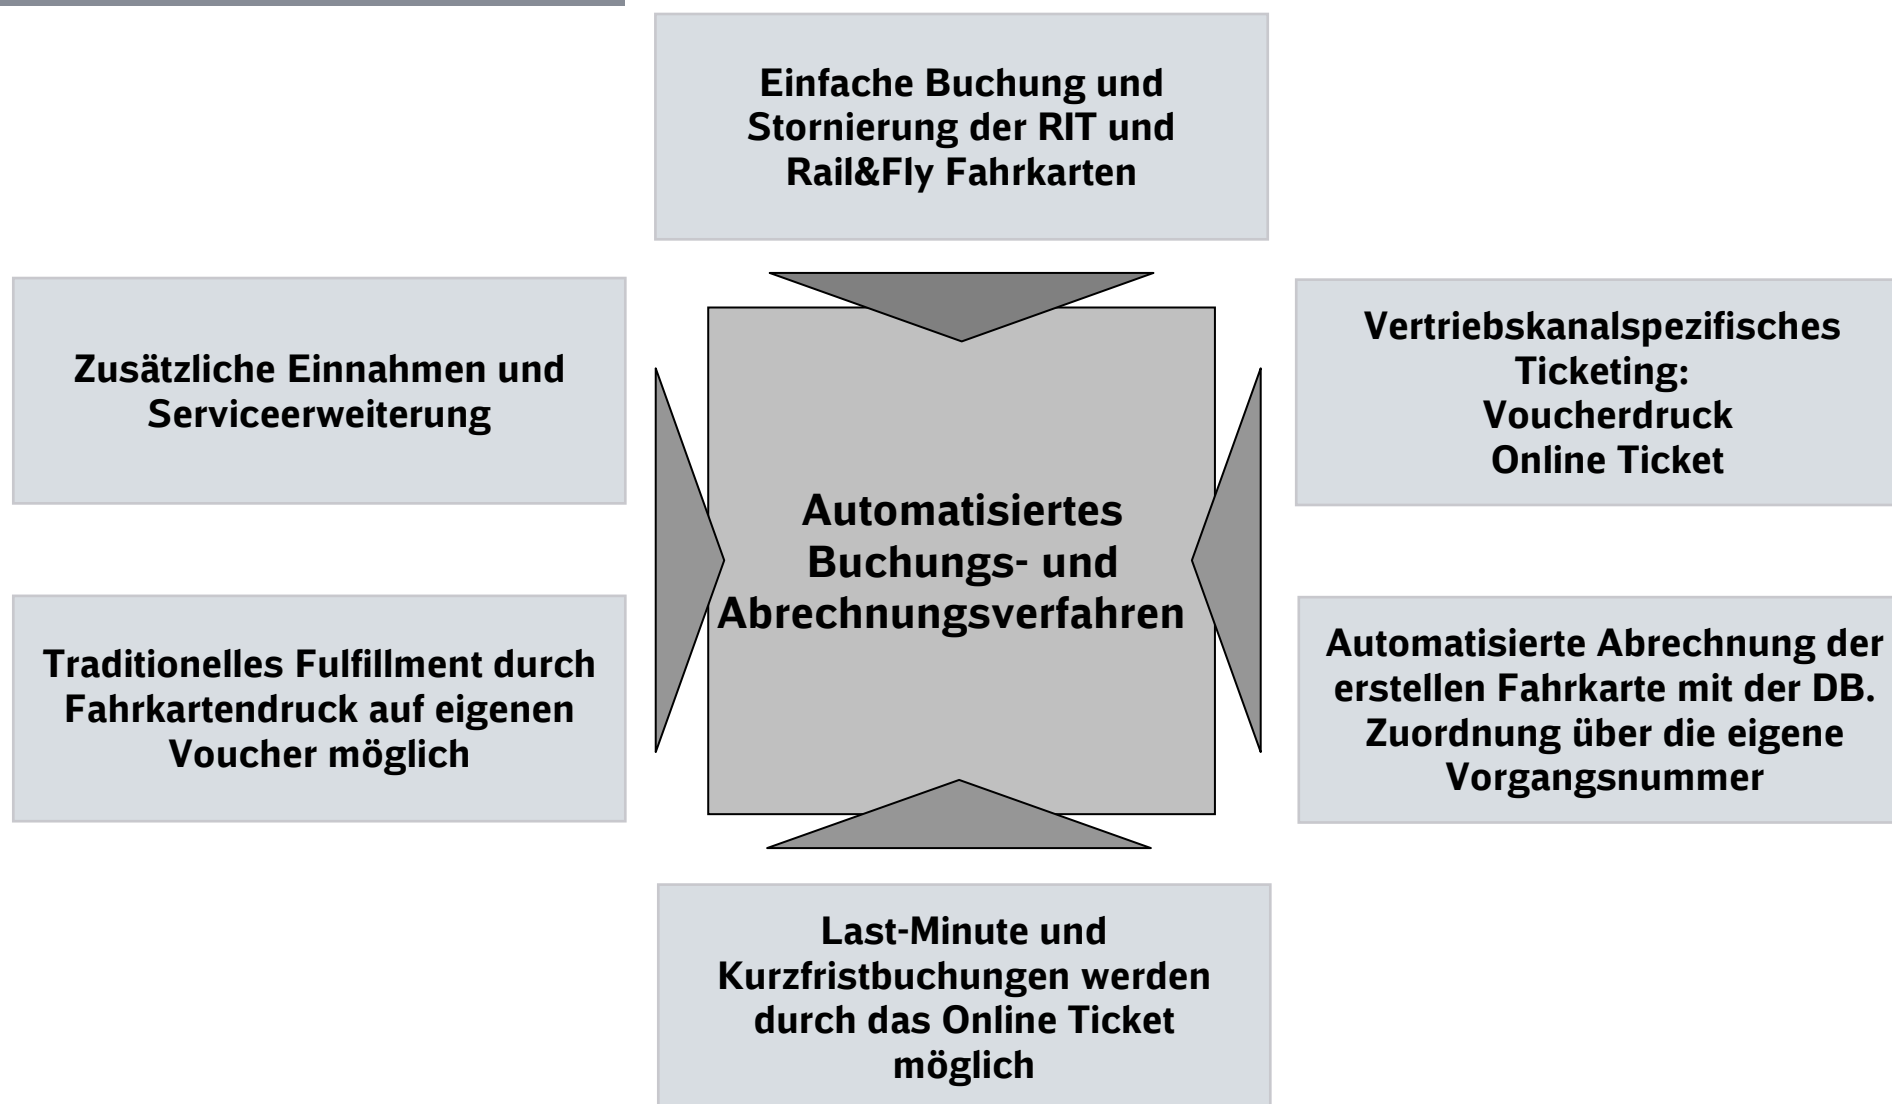 Einfache Buchung und
Stornierung der RIT und
Rail&Fly Fahrkarten
Zusätzliche Einnahmen und
Serviceerweiterung
Vertriebskanalspezifisches
Ticketing:
Voucherdruck
Online Ticket
Automatisiertes
Buchungs- und
Abrechnungsverfahren
Traditionelles Fulfillment durch
Fahrkartendruck auf eigenen
Voucher möglich
Automatisierte Abrechnung der
erstellen Fahrkarte mit der DB.
Zuordnung über die eigene
Vorgangsnummer
Last-Minute und
Kurzfristbuchungen werden
durch das Online Ticket
möglich